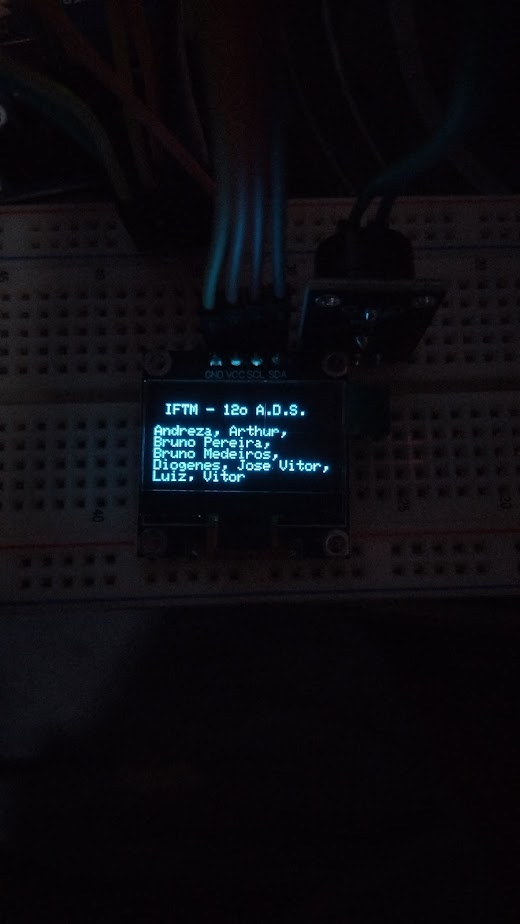 GND VCC SCL SDA
IFTM - 12o A.D.S.
Andreza, Arthur,
Bruno Pereira,
Bruno Medeiros,
Diogenes, Jose Vitor,
Luiz, Vitor